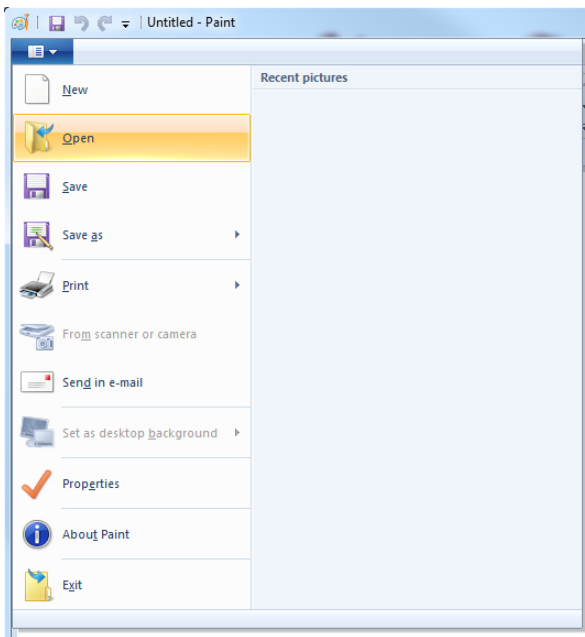 Untitled - Paint
Recent pictures
New
Open
Save
Save as
Print
From scanner or camera
Send in e-mail
Set as desktop background
Properties
About Paint
Exit